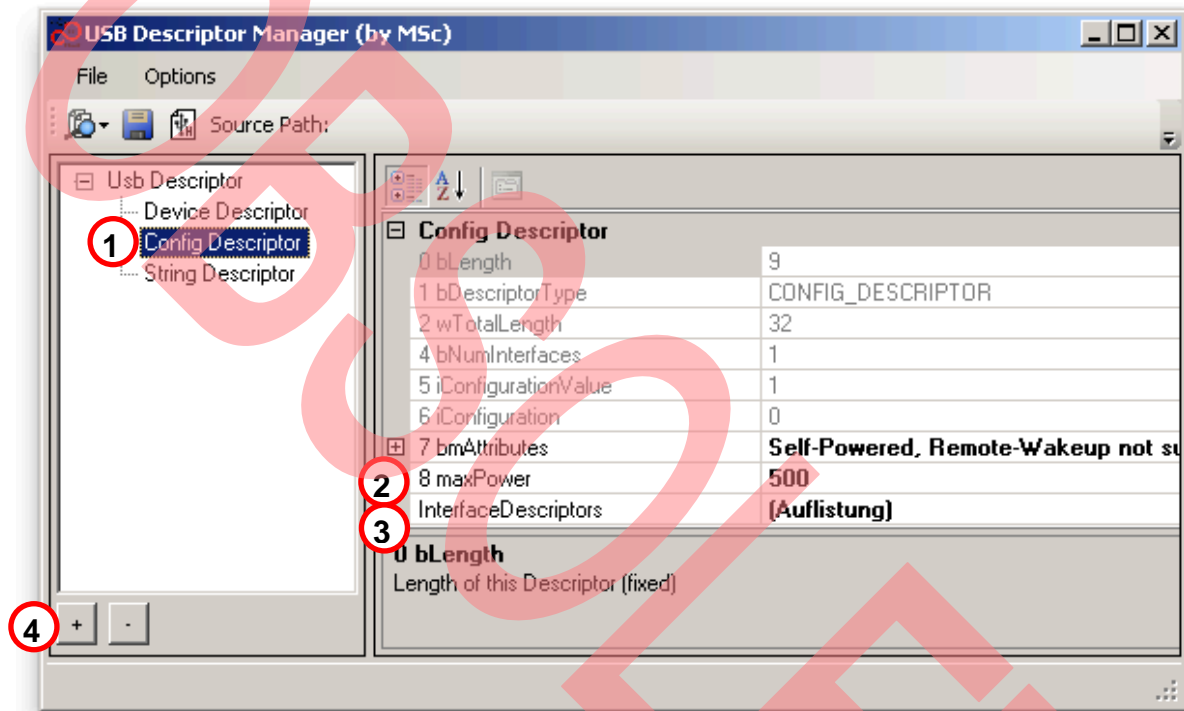 USB Descriptor Manager (by MSc)
File Options
Source Path:
Usb Descriptor
Device Descriptor
1 Config Descriptor
String Descriptor
Config Descriptor
0 bLength 9
1 bDescriptorType CONFIG_DESCRIPTOR
2 wTotalLength 32
4 bNumInterfaces 1
5 iConfigurationValue 1
6 iConfiguration 0
7 bmAttributes Self-Powered, Remote-Wakeup not su
2 8 maxPower 500
3 InterfaceDescriptors (Auflistung)
0 bLength
Length of this Descriptor (fixed)
4 + -